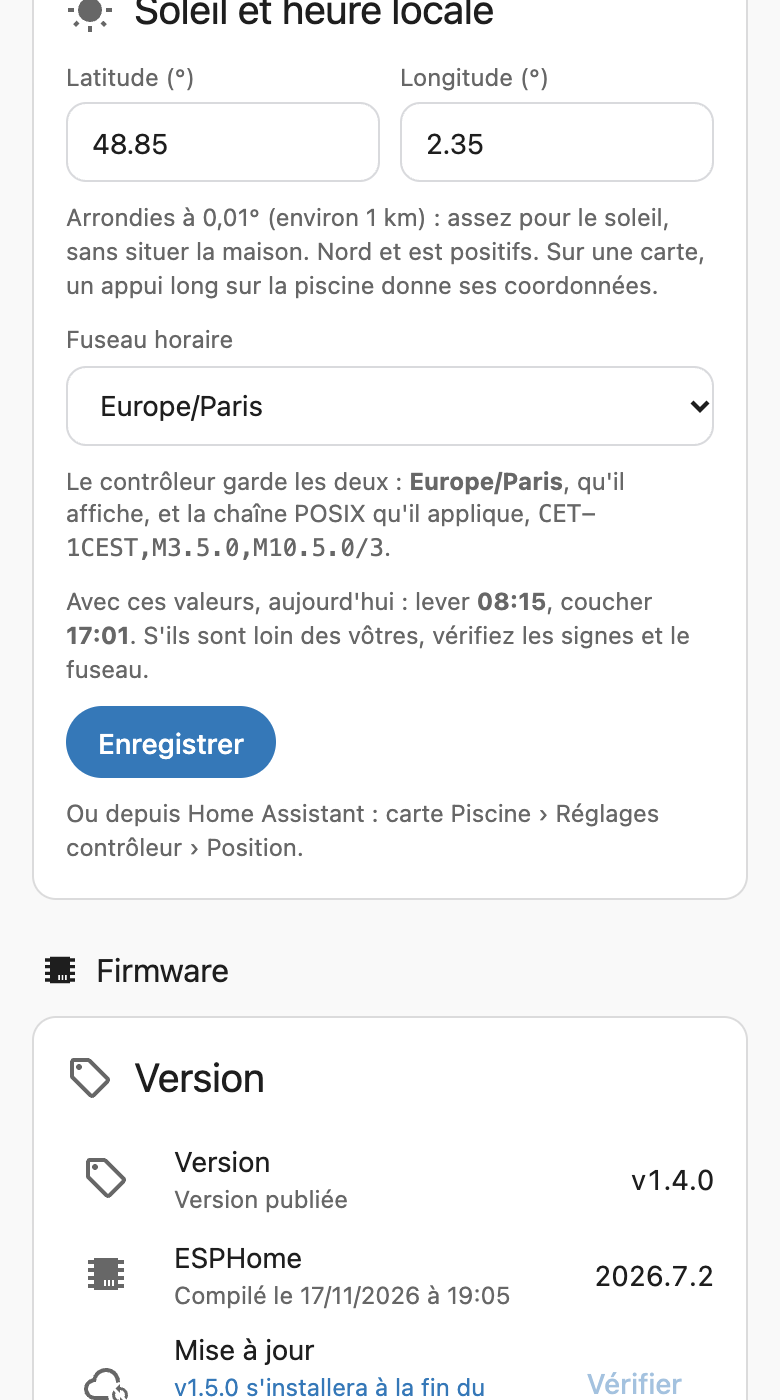 Soleil et heure locale
Latitude (°)
Longitude (°)
48.85
2.35
Arrondies à 0,01° (environ 1 km) : assez pour le soleil,
sans situer la maison. Nord et est positifs. Sur une carte,
un appui long sur la piscine donne ses coordonnées.
Fuseau horaire
Europe/Paris
Le contrôleur garde les deux : Europe/Paris, qu'il
affiche, et la chaîne POSIX qu'il applique, CET-
1CEST,M3.5.0,M10.5.0/3.
Avec ces valeurs, aujourd'hui : lever 08:15, coucher
17:01. S'ils sont loin des vôtres, vérifiez les signes et le
fuseau.
Enregistrer
Ou depuis Home Assistant : carte Piscine › Réglages
contrôleur › Position.
Firmware
Version
Version
v1.4.0
Version publiée
ESPHome
2026.7.2
Compilé le 17/11/2026 à 19:05
Mise à jour
v1.5.0 s'installera à la fin du
Vérifier